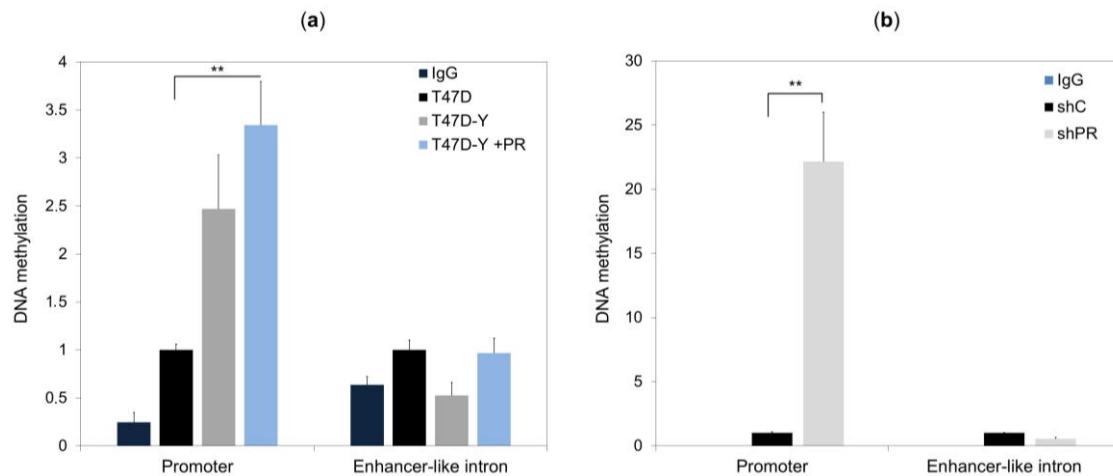 (a)
DNA methylation
4
3.5
3
2.5
2
1.5
1
0.5
0
**
IgG
T47D
T47D-Y
T47D-Y +PR
Promoter
Enhancer-like intron
(b)
DNA methylation
30
25
20
15
10
5
0
**
IgG
shC
shPR
Promoter
Enhancer-like intron